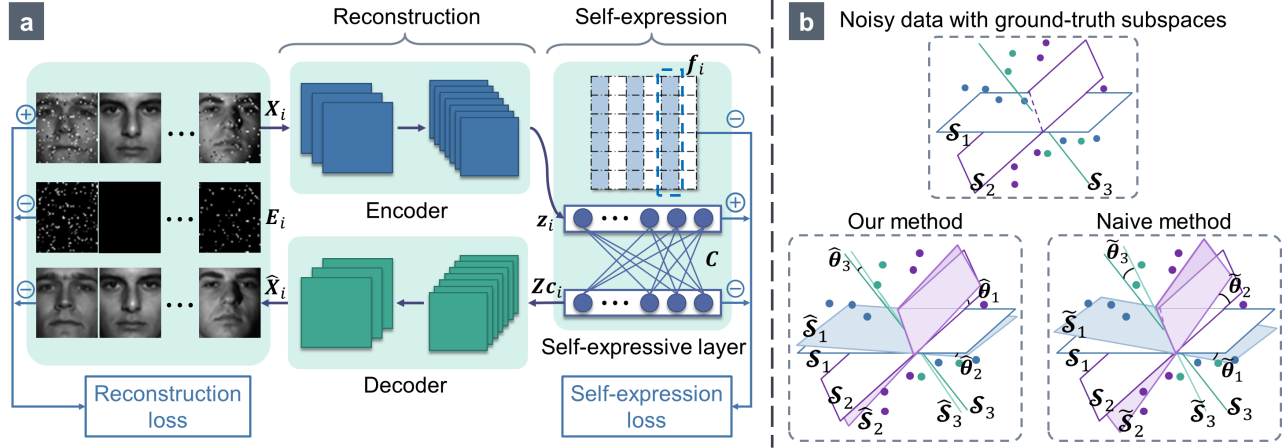 a
Reconstruction
Self-expression
X_i
f_i
E_i
Encoder
z_i
C
X̂_i
Zc_i
Self-expressive layer
Decoder
Reconstruction
loss
Self-expression
loss
b
Noisy data with ground-truth subspaces
S_1
S_2
S_3
Our method
Naive method
θ̂_3
θ̂_1
Ŝ_1
S_1
θ̂_2
S_2
Ŝ_2
Ŝ_3
S_3
θ̃_3
θ̃_2
S̃_1
S_1
θ̃_1
S_2
S̃_2
S̃_3
S_3